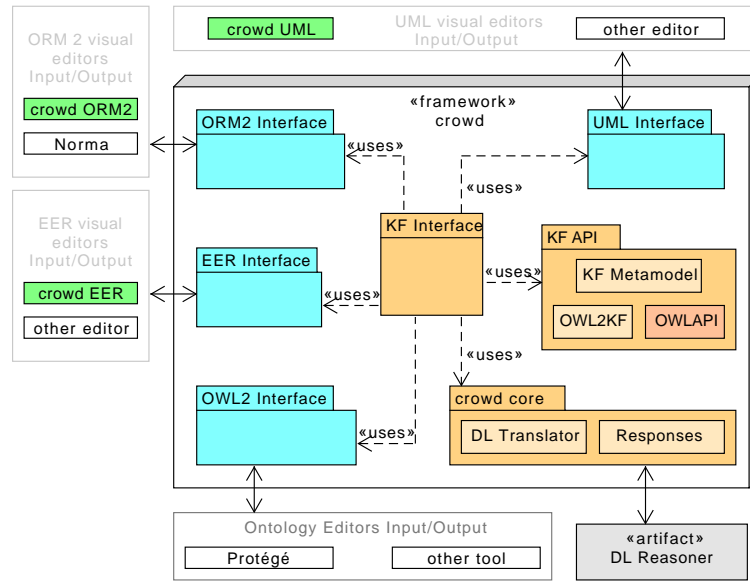 ORM 2 visual
editors
Input/Output
crowd ORM2
Norma
crowd UML
UML visual editors
Input/Output
other editor
«framework»
crowd
ORM2 Interface
UML Interface
«uses»
«uses»
EER visual
editors
Input/Output
crowd EER
other editor
EER Interface
KF Interface
«uses»
«uses»
KF API
KF Metamodel
OWL2KF
OWLAPI
«uses»
OWL2 Interface
«uses»
crowd core
DL Translator
Responses
Ontology Editors Input/Output
Protégé
other tool
«artifact»
DL Reasoner